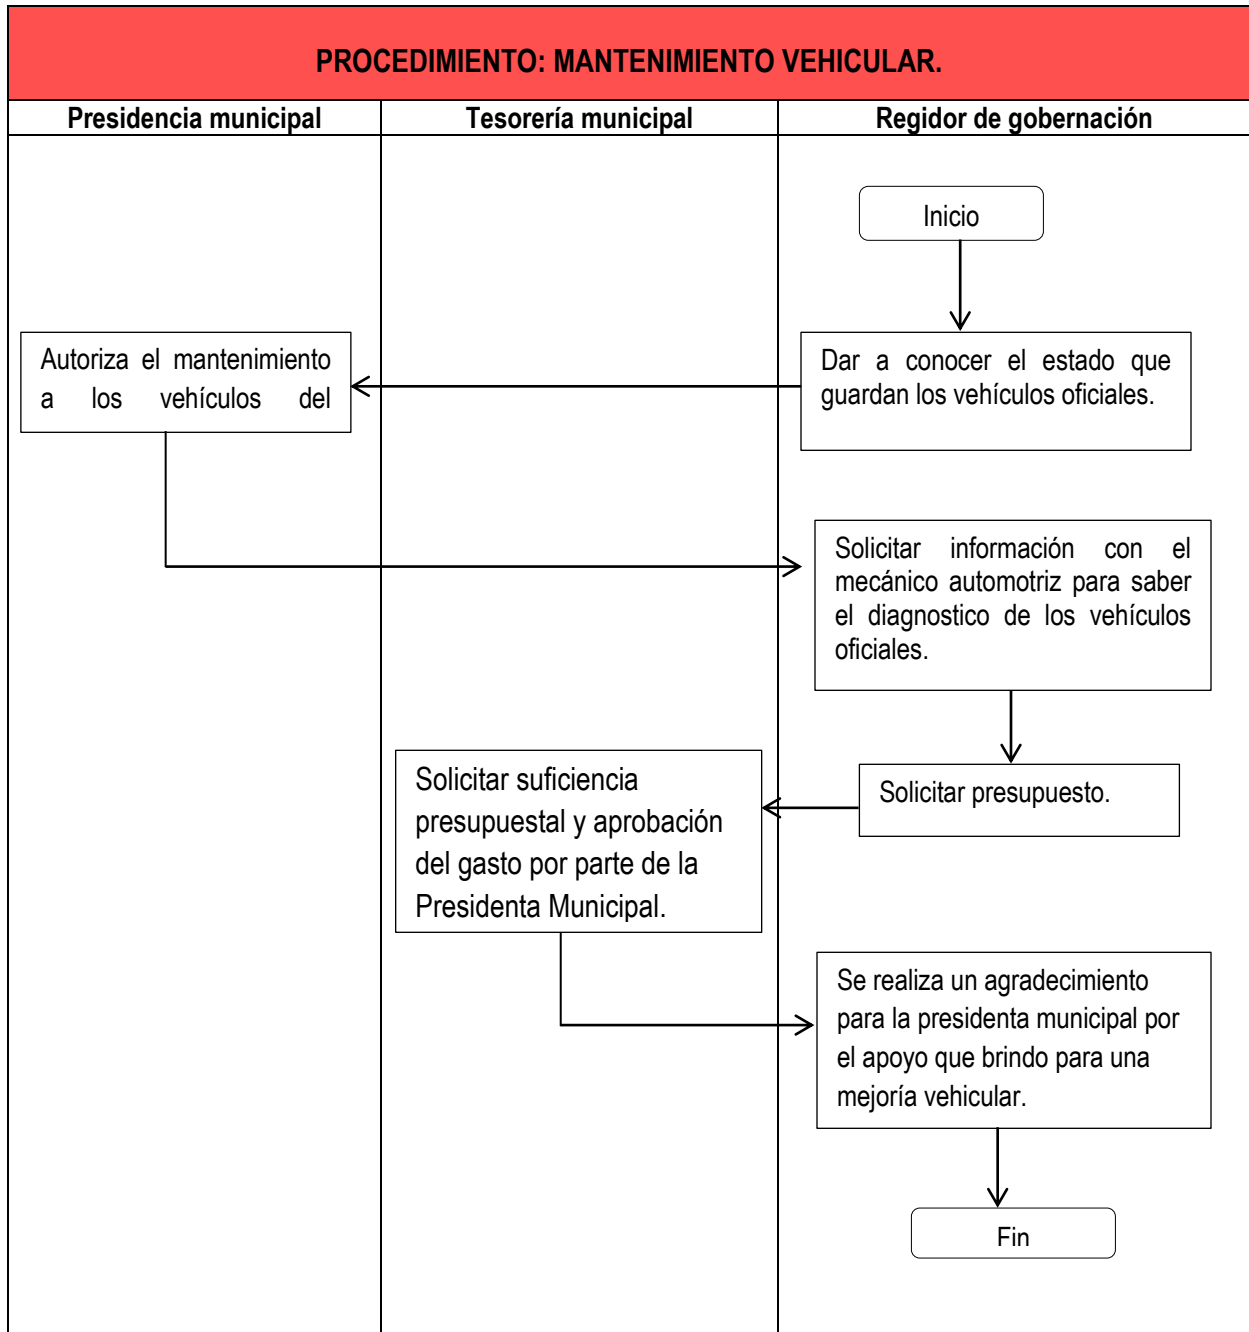 PROCEDIMIENTO: MANTENIMIENTO VEHICULAR.
Presidencia municipal
Tesorería municipal
Regidor de gobernación
Inicio
Dar a conocer el estado que
guardan los vehículos oficiales.
Autoriza el mantenimiento
a los vehículos del
Solicitar información con el
mecánico automotriz para saber
el diagnostico de los vehículos
oficiales.
Solicitar presupuesto.
Solicitar suficiencia
presupuestal y aprobación
del gasto por parte de la
Presidenta Municipal.
Se realiza un agradecimiento
para la presidenta municipal por
el apoyo que brindo para una
mejoría vehicular.
Fin